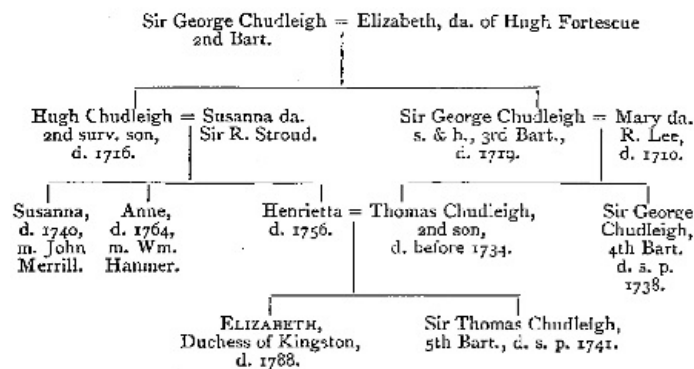 Sir George Chudleigh = Elizabeth, da. of Hugh Fortescue
2nd Bart.
Hugh Chudleigh = Susanna da.
2nd surv. son, Sir R. Stroud.
d. 1716.
Sir George Chudleigh = Mary da.
s. & h., 3rd Bart., R. Lee,
d. 1719. d. 1710.
Susanna,
d. 1740,
m. John
Merrill.
Anne,
d. 1764,
m. Wm.
Hanmer.
Henrietta = Thomas Chudleigh,
d. 1756. 2nd son,
d. before 1734.
Sir George
Chudleigh,
4th Bart.
d. s. p.
1738.
ELIZABETH,
Duchess of Kingston,
d. 1788.
Sir Thomas Chudleigh,
5th Bart., d. s. p. 1741.